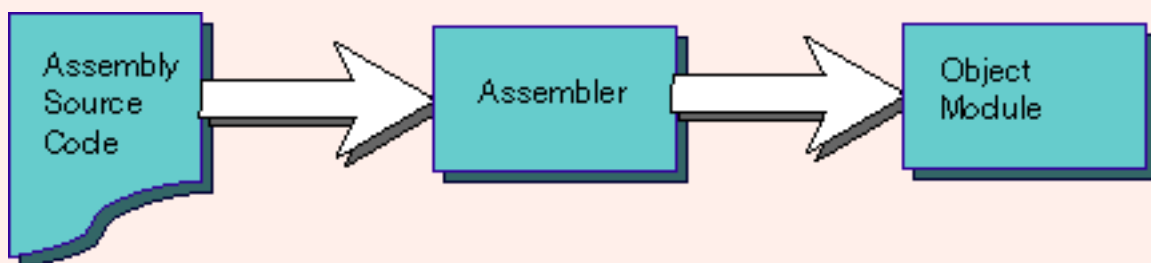 Assembly
Source
Code
Assembler
Object
Module